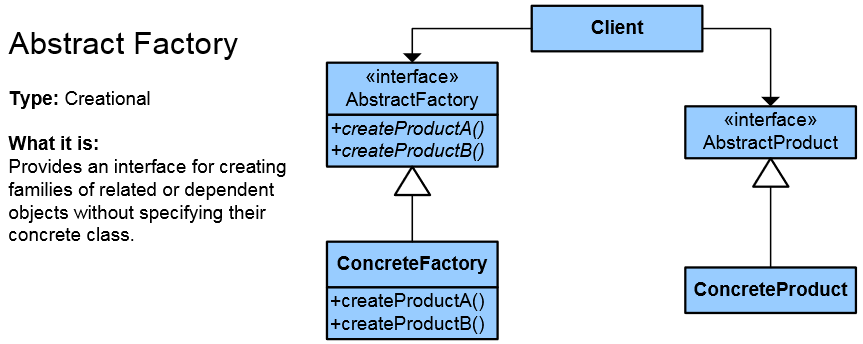 Abstract Factory
Type: Creational
What it is:
Provides an interface for creating
families of related or dependent
objects without specifying their
concrete class.
Client
«interface»
AbstractFactory
+createProductA()
+createProductB()
«interface»
AbstractProduct
ConcreteFactory
+createProductA()
+createProductB()
ConcreteProduct